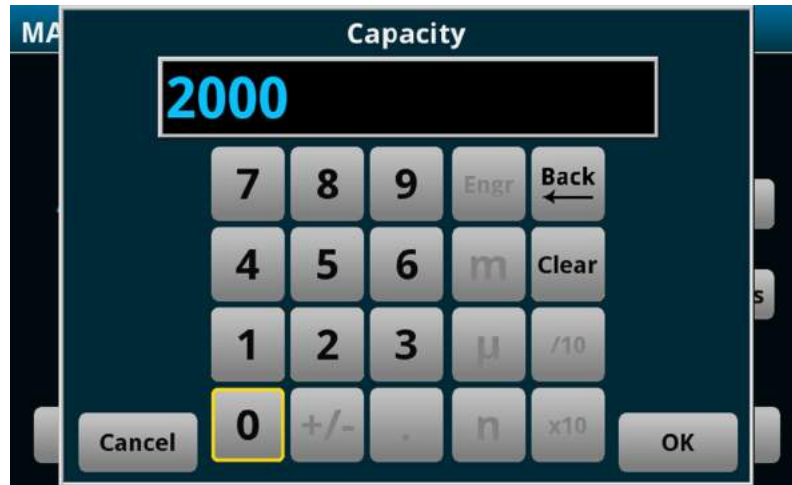 MA
Capacity
2000
7 8 9 Engr Back
4 5 6 m Clear
s
1 2 3 µ /10
Cancel 0 +/- . n x10 OK